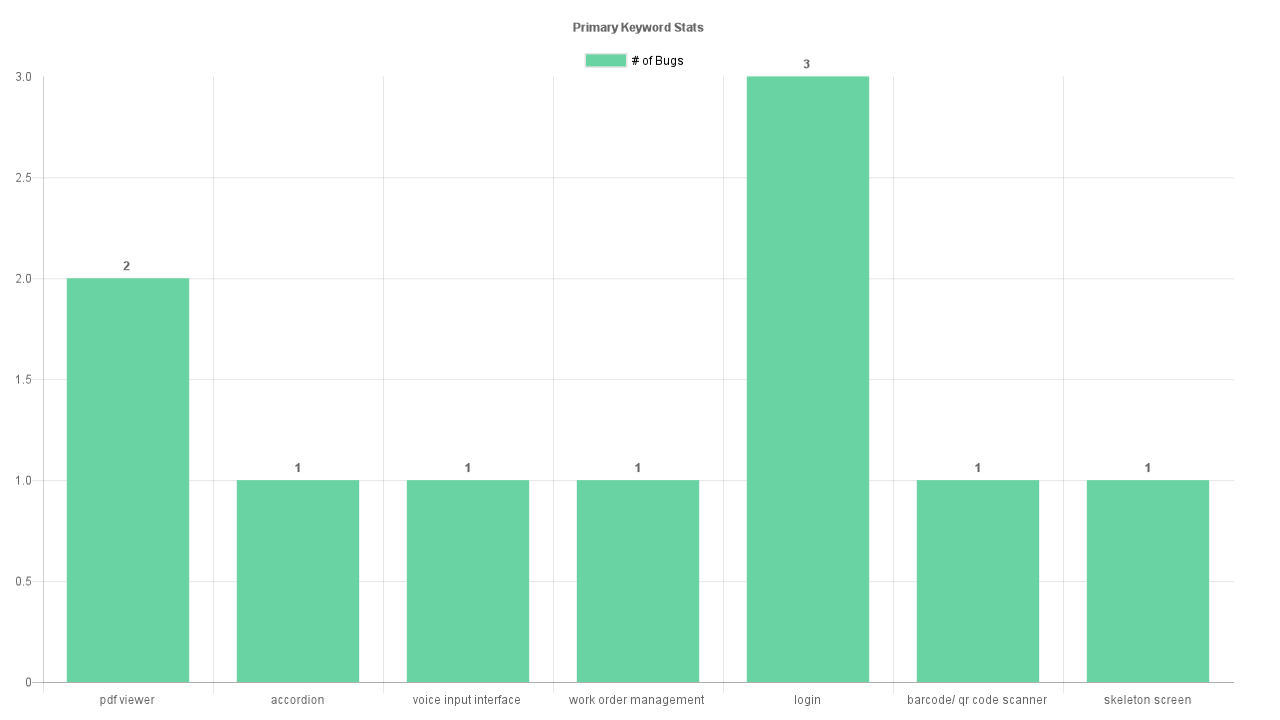 Primary Keyword Stats
# of Bugs
3.0
2.5
2.0
1.5
1.0
0.5
0
2
1
1
1
3
1
1
pdf viewer
accordion
voice input interface
work order management
login
barcode/ qr code scanner
skeleton screen